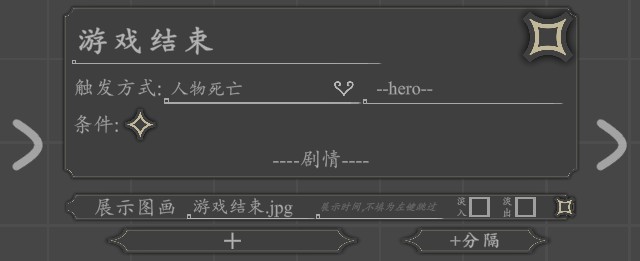 游戏结束
触发方式: 人物死亡 --hero--
条件:
----剧情----
展示图画 游戏结束.jpg 展示时间,不填为左键跳过 淡入 淡出
+
+分隔